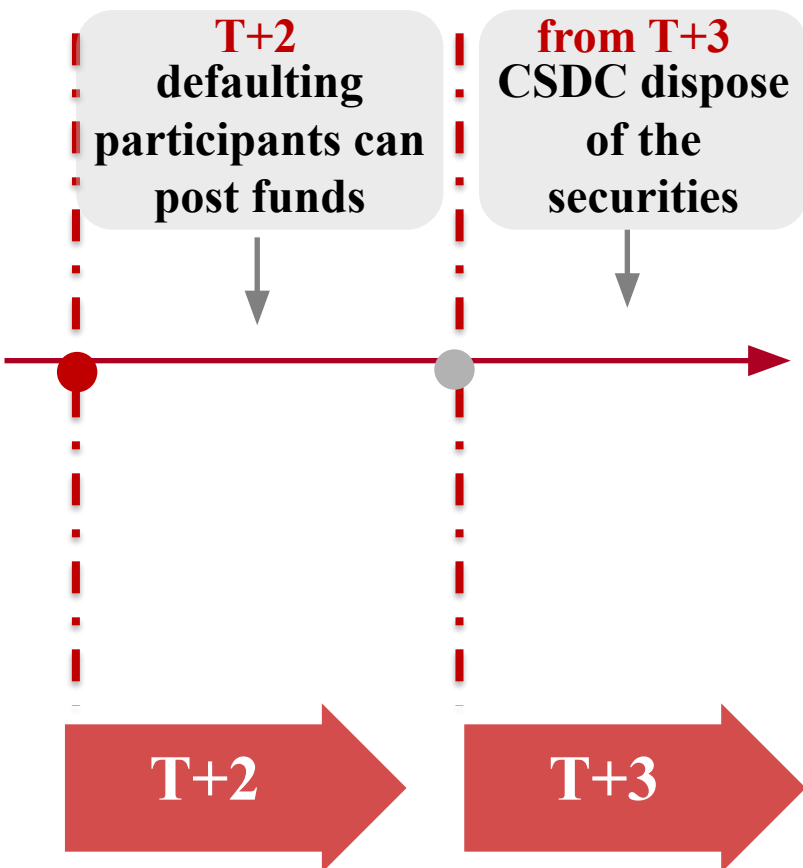 T+2
defaulting
participants can
post funds
from T+3
CSDC dispose
of the
securities
T+2
T+3